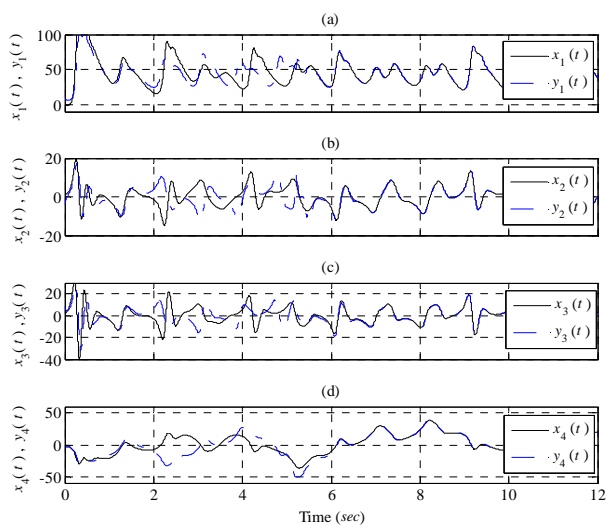 (a)
x1(t) , y1(t)
100
50
0
x1 (t)
y1 (t)
(b)
x2(t) , y2(t)
20
0
-20
x2 (t)
y2 (t)
(c)
x3(t) , y3(t)
20
0
-20
-40
x3 (t)
y3 (t)
(d)
x4(t) , y4(t)
50
0
-50
x4 (t)
y4 (t)
0 2 4 6 8 10 12
Time (sec)